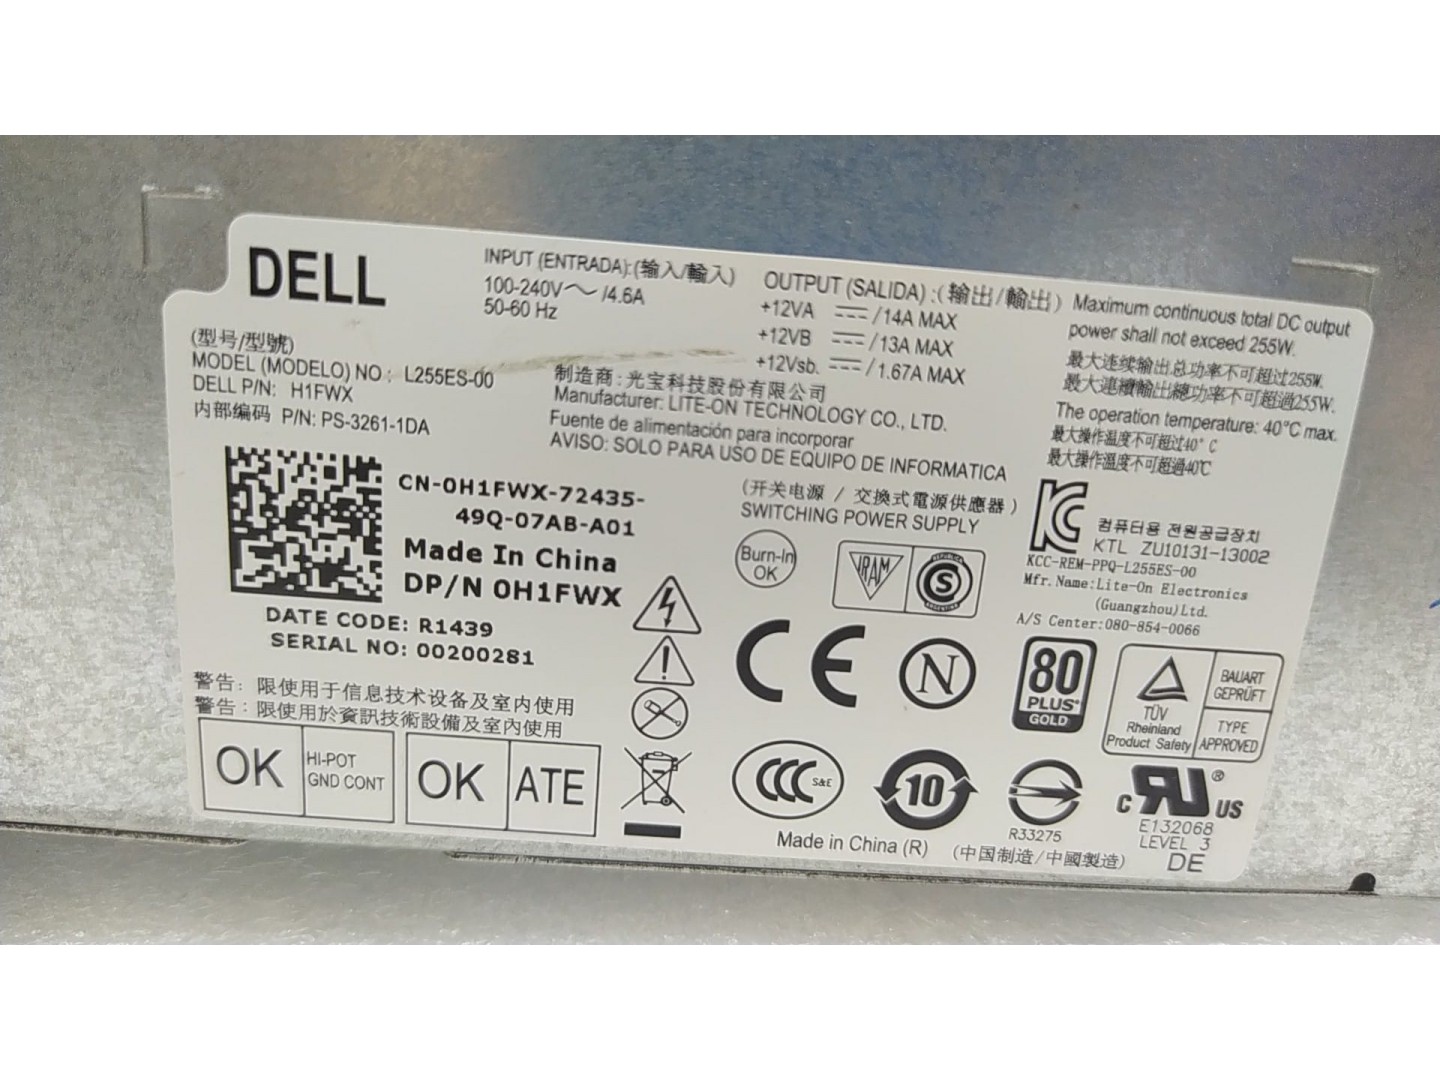 DELL
INPUT (ENTRADA):(输入/輸入)
100-240V～ /4.6A
50-60 Hz
OUTPUT (SALIDA) :(输出/輸出)
+12VA ⎓ /14A MAX
+12VB ⎓ /13A MAX
+12Vsb. ⎓ /1.67A MAX
Maximum continuous total DC output
power shall not exceed 255W.
最大连续输出总功率不可超过255W.
最大連續輸出總功率不可超過255W.
The operation temperature: 40°C max.
最大操作温度不可超过40°C
最大操作溫度不可超過40℃
(型号/型號)
MODEL (MODELO) NO : L255ES-00
DELL P/N: H1FWX
内部编码 P/N: PS-3261-1DA
制造商:光宝科技股份有限公司
Manufacturer: LITE-ON TECHNOLOGY CO., LTD.
Fuente de alimentación para incorporar
AVISO: SOLO PARA USO DE EQUIPO DE INFORMATICA
(开关电源 / 交換式電源供應器)
SWITCHING POWER SUPPLY
CN-0H1FWX-72435-
49Q-07AB-A01
Made In China
DP/N 0H1FWX
DATE CODE: R1439
SERIAL NO: 00200281
警告: 限使用于信息技术设备及室内使用
警告: 限使用於資訊技術設備及室內使用
OK
HI-POT
GND CONT
OK
ATE
Burn-In
OK
IRAM
REPUBLICA
S
ARGENTINA
컴퓨터용 전원공급장치
KTL ZU10131-13002
KCC-REM-PPQ-L255ES-00
Mfr. Name:Lite-On Electronics
(Guangzhou)Ltd.
A/S Center:080-854-0066
CE
N
80
PLUS®
GOLD
TÜV
Rheinland
Product Safety
BAUART
GEPRÜFT
TYPE
APPROVED
CCC S&E
10
R33275
c RU ® US
E132068
LEVEL 3
DE
Made in China (R) (中国制造/中國製造)